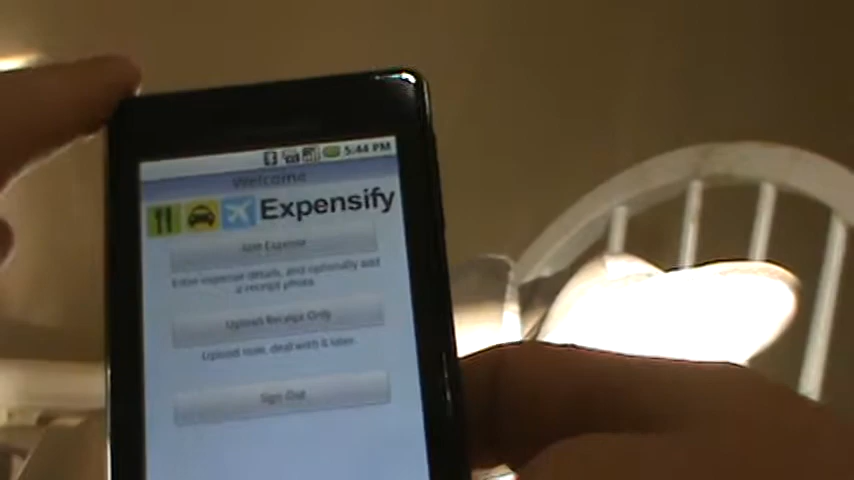 5:44 PM
Welcome
Expensify
Add Expense
Enter expense details, and optionally add
a receipt photo.
Upload Receipt Only
Upload now, deal with it later.
Sign Out